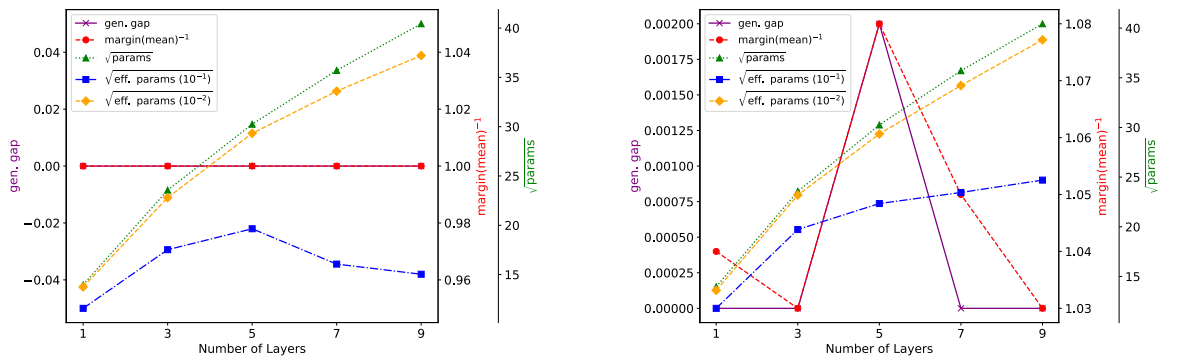 gen. gap
margin(mean)⁻¹
√params
√eff. params (10⁻¹)
√eff. params (10⁻²)
0.04
0.02
0.00
−0.02
−0.04
gen. gap
1 3 5 7 9
Number of Layers
1.04
1.02
1.00
0.98
0.96
margin(mean)⁻¹
40
35
30
25
20
15
√params
gen. gap
margin(mean)⁻¹
√params
√eff. params (10⁻¹)
√eff. params (10⁻²)
0.00200
0.00175
0.00150
0.00125
0.00100
0.00075
0.00050
0.00025
0.00000
gen. gap
1 3 5 7 9
Number of Layers
1.08
1.07
1.06
1.05
1.04
1.03
margin(mean)⁻¹
40
35
30
25
20
15
√params